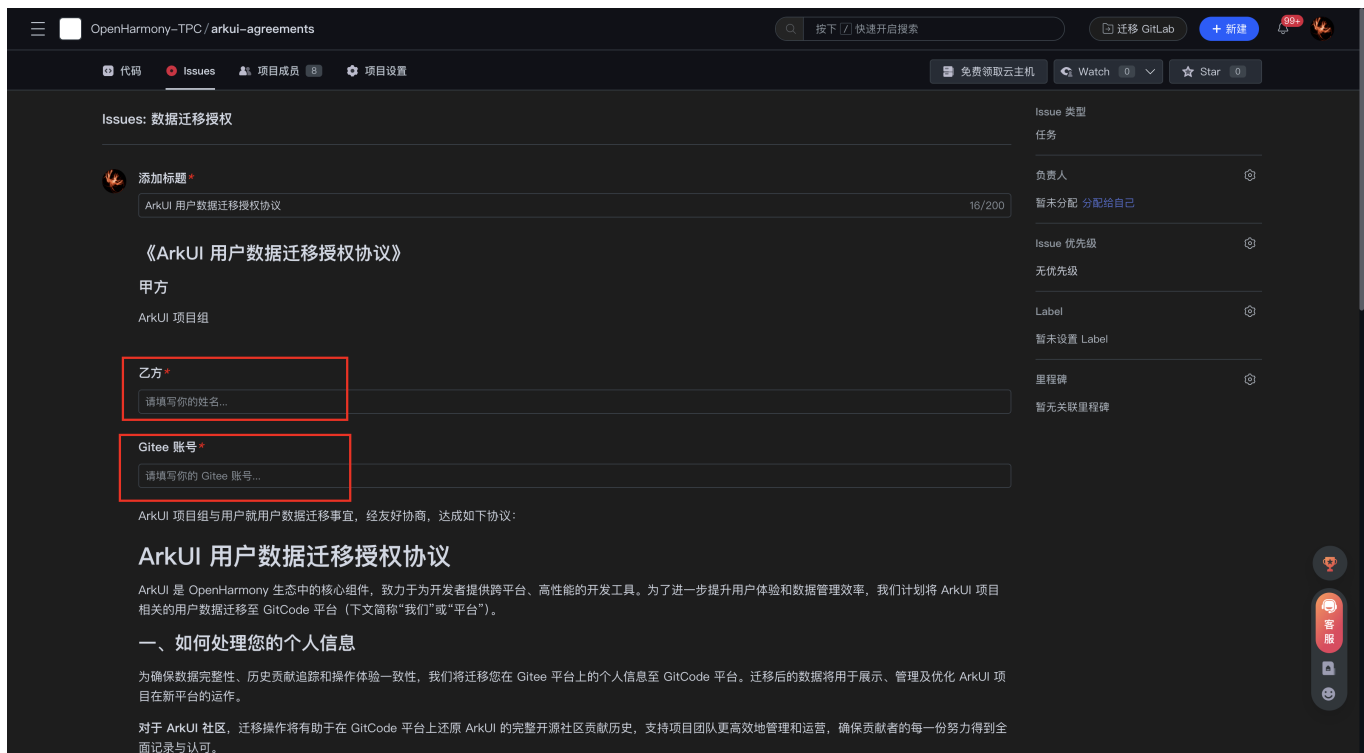 OpenHarmony-TPC / arkui-agreements
按下 / 快速开启搜索
迁移 GitLab
+ 新建
99+
代码
Issues
项目成员 8
项目设置
免费领取云主机
Watch 0
Star 0
Issues: 数据迁移授权
添加标题*
ArkUI 用户数据迁移授权协议
16/200
《ArkUI 用户数据迁移授权协议》
甲方
ArkUI 项目组
乙方*
请填写你的姓名...
Gitee 账号*
请填写你的 Gitee 账号...
ArkUI 项目组与用户就用户数据迁移事宜，经友好协商，达成如下协议：
ArkUI 用户数据迁移授权协议
ArkUI 是 OpenHarmony 生态中的核心组件，致力于为开发者提供跨平台、高性能的开发工具。为了进一步提升用户体验和数据管理效率，我们计划将 ArkUI 项目
相关的用户数据迁移至 GitCode 平台（下文简称“我们”或“平台”）。
一、如何处理您的个人信息
为确保数据完整性、历史贡献追踪和操作体验一致性，我们将迁移您在 Gitee 平台上的个人信息至 GitCode 平台。迁移后的数据将用于展示、管理及优化 ArkUI 项
目在新平台的运作。
对于 ArkUI 社区，迁移操作将有助于在 GitCode 平台上还原 ArkUI 的完整开源社区贡献历史，支持项目团队更高效地管理和运营，确保贡献者的每一份努力得到全
面记录与认可。
Issue 类型
任务
负责人
暂未分配 分配给自己
Issue 优先级
无优先级
Label
暂未设置 Label
里程碑
暂无关联里程碑
客
服